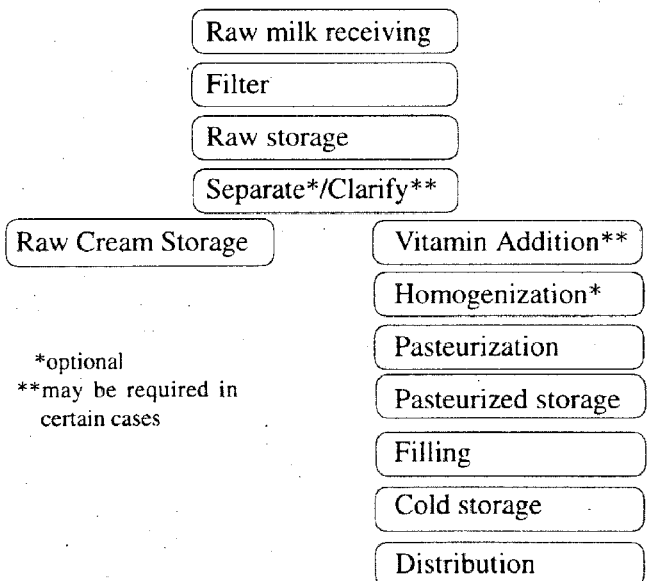 Raw milk receiving
Filter
Raw storage
Separate*/Clarify**
Raw Cream Storage
Vitamin Addition**
Homogenization*
Pasteurization
Pasteurized storage
Filling
Cold storage
Distribution
*optional
**may be required in
certain cases